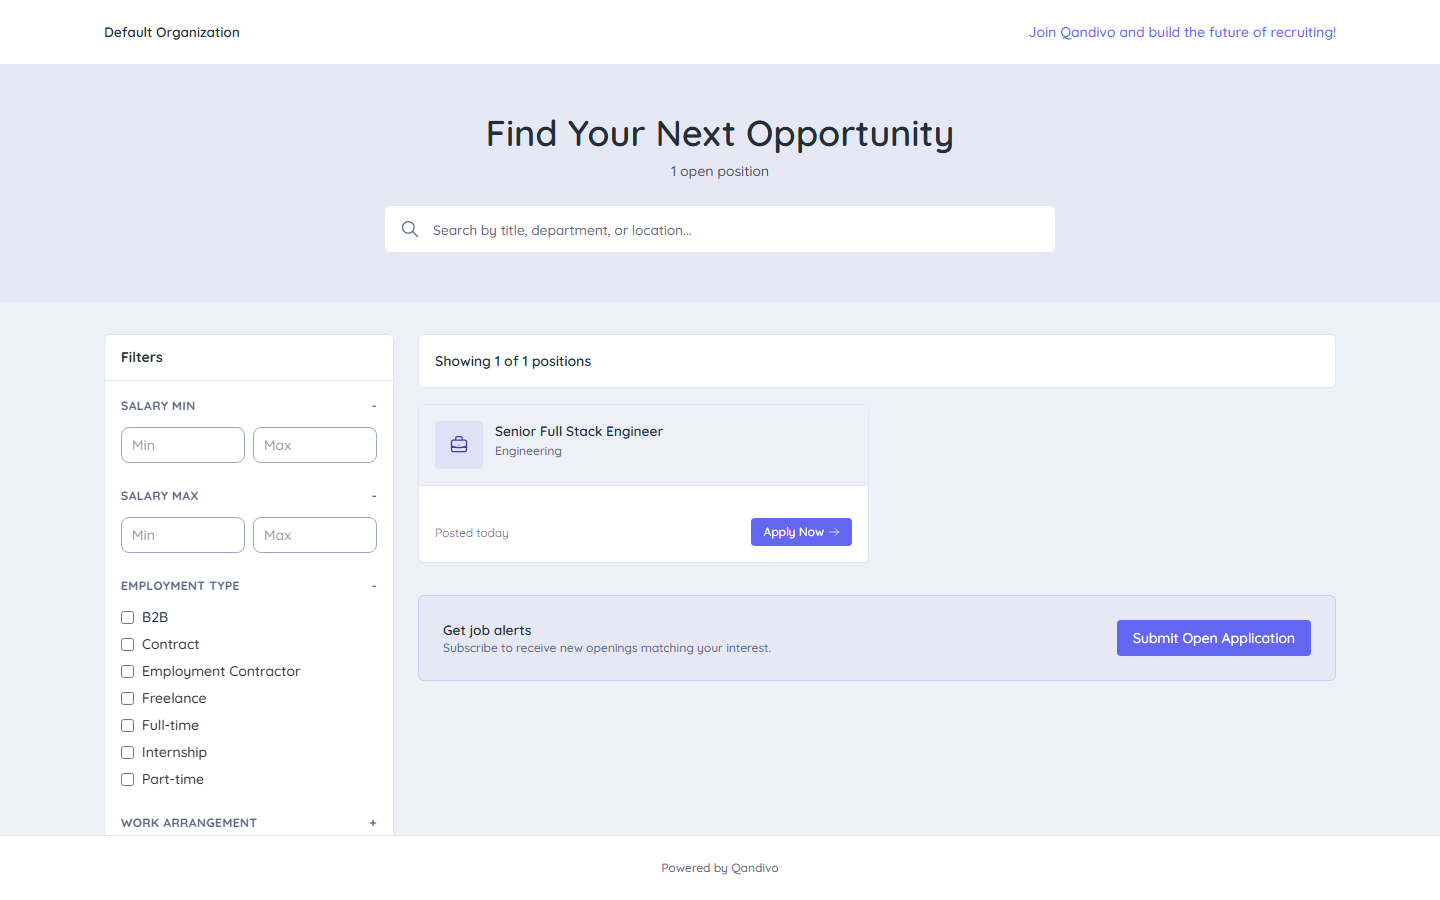 Default Organization
Join Qandivo and build the future of recruiting!
Find Your Next Opportunity
1 open position
Search by title, department, or location...
Filters
SALARY MIN -
Min Max
SALARY MAX -
Min Max
EMPLOYMENT TYPE -
B2B
Contract
Employment Contractor
Freelance
Full-time
Internship
Part-time
WORK ARRANGEMENT +
Showing 1 of 1 positions
Senior Full Stack Engineer
Engineering
Posted today
Apply Now →
Get job alerts
Subscribe to receive new openings matching your interest.
Submit Open Application
Powered by Qandivo